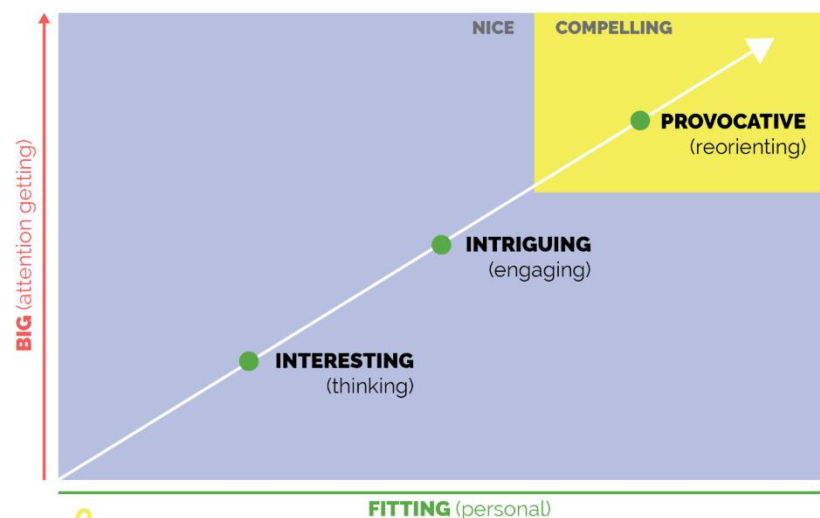 NICE
COMPELLING
PROVOCATIVE
(reorienting)
INTRIGUING
(engaging)
INTERESTING
(thinking)
BIG (attention getting)
FITTING (personal)